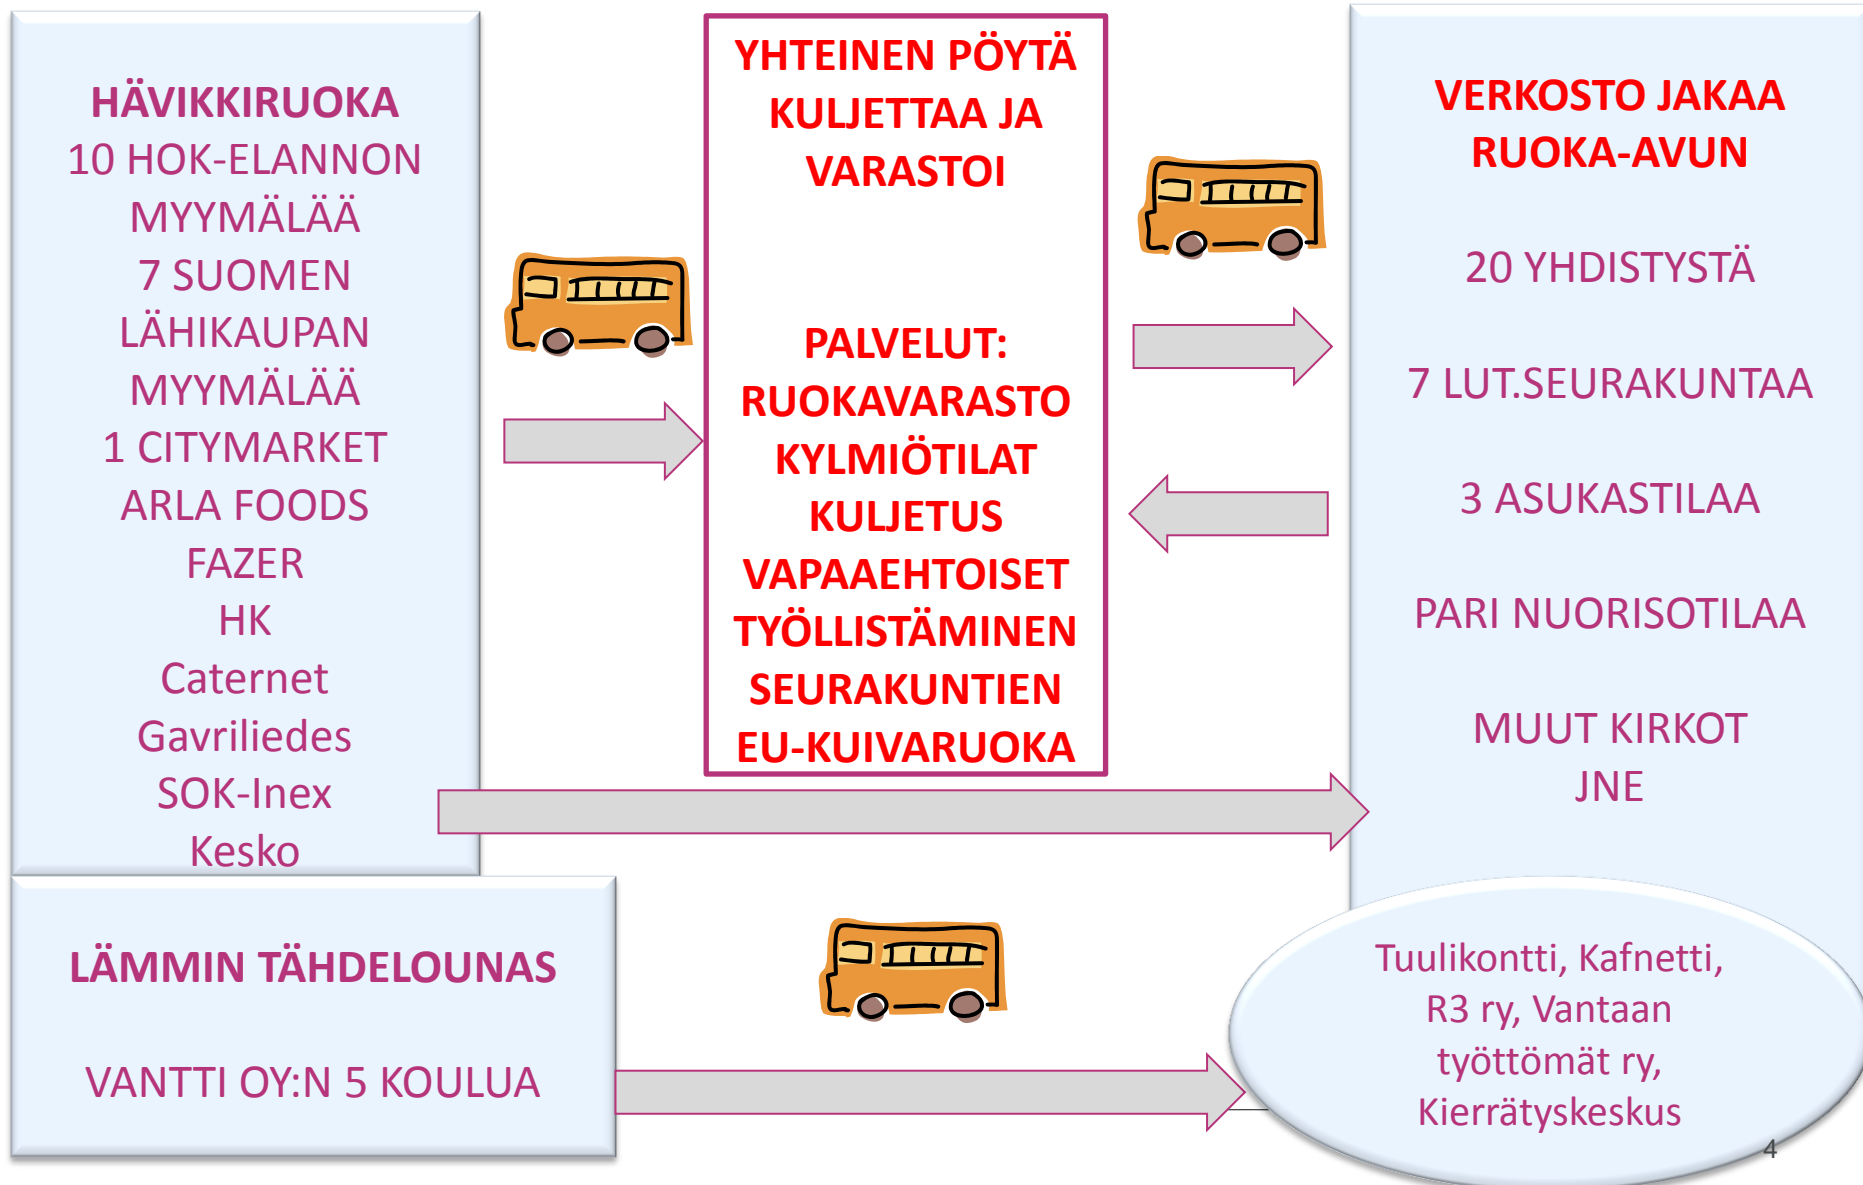 HÄVIKKIRUOKA
10 HOK-ELANNON
MYYMÄLÄÄ
7 SUOMEN
LÄHIKAUPAN
MYYMÄLÄÄ
1 CITYMARKET
ARLA FOODS
FAZER
HK
Caternet
Gavriliedes
SOK-Inex
Kesko
LÄMMIN TÄHDELOUNAS
VANTTI OY:N 5 KOULUA
YHTEINEN PÖYTÄ
KULJETTAA JA
VARASTOI
PALVELUT:
RUOKAVARASTO
KYLMIÖTILAT
KULJETUS
VAPAAEHTOISET
TYÖLLISTÄMINEN
SEURAKUNTIEN
EU-KUIVARUOKA
VERKOSTO JAKAA
RUOKA-AVUN
20 YHDISTYSTÄ
7 LUT.SEURAKUNTAA
3 ASUKASTILAA
PARI NUORISOTILAA
MUUT KIRKOT
JNE
Tuulikontti, Kafnetti,
R3 ry, Vantaan
työttömät ry,
Kierrätyskeskus
4